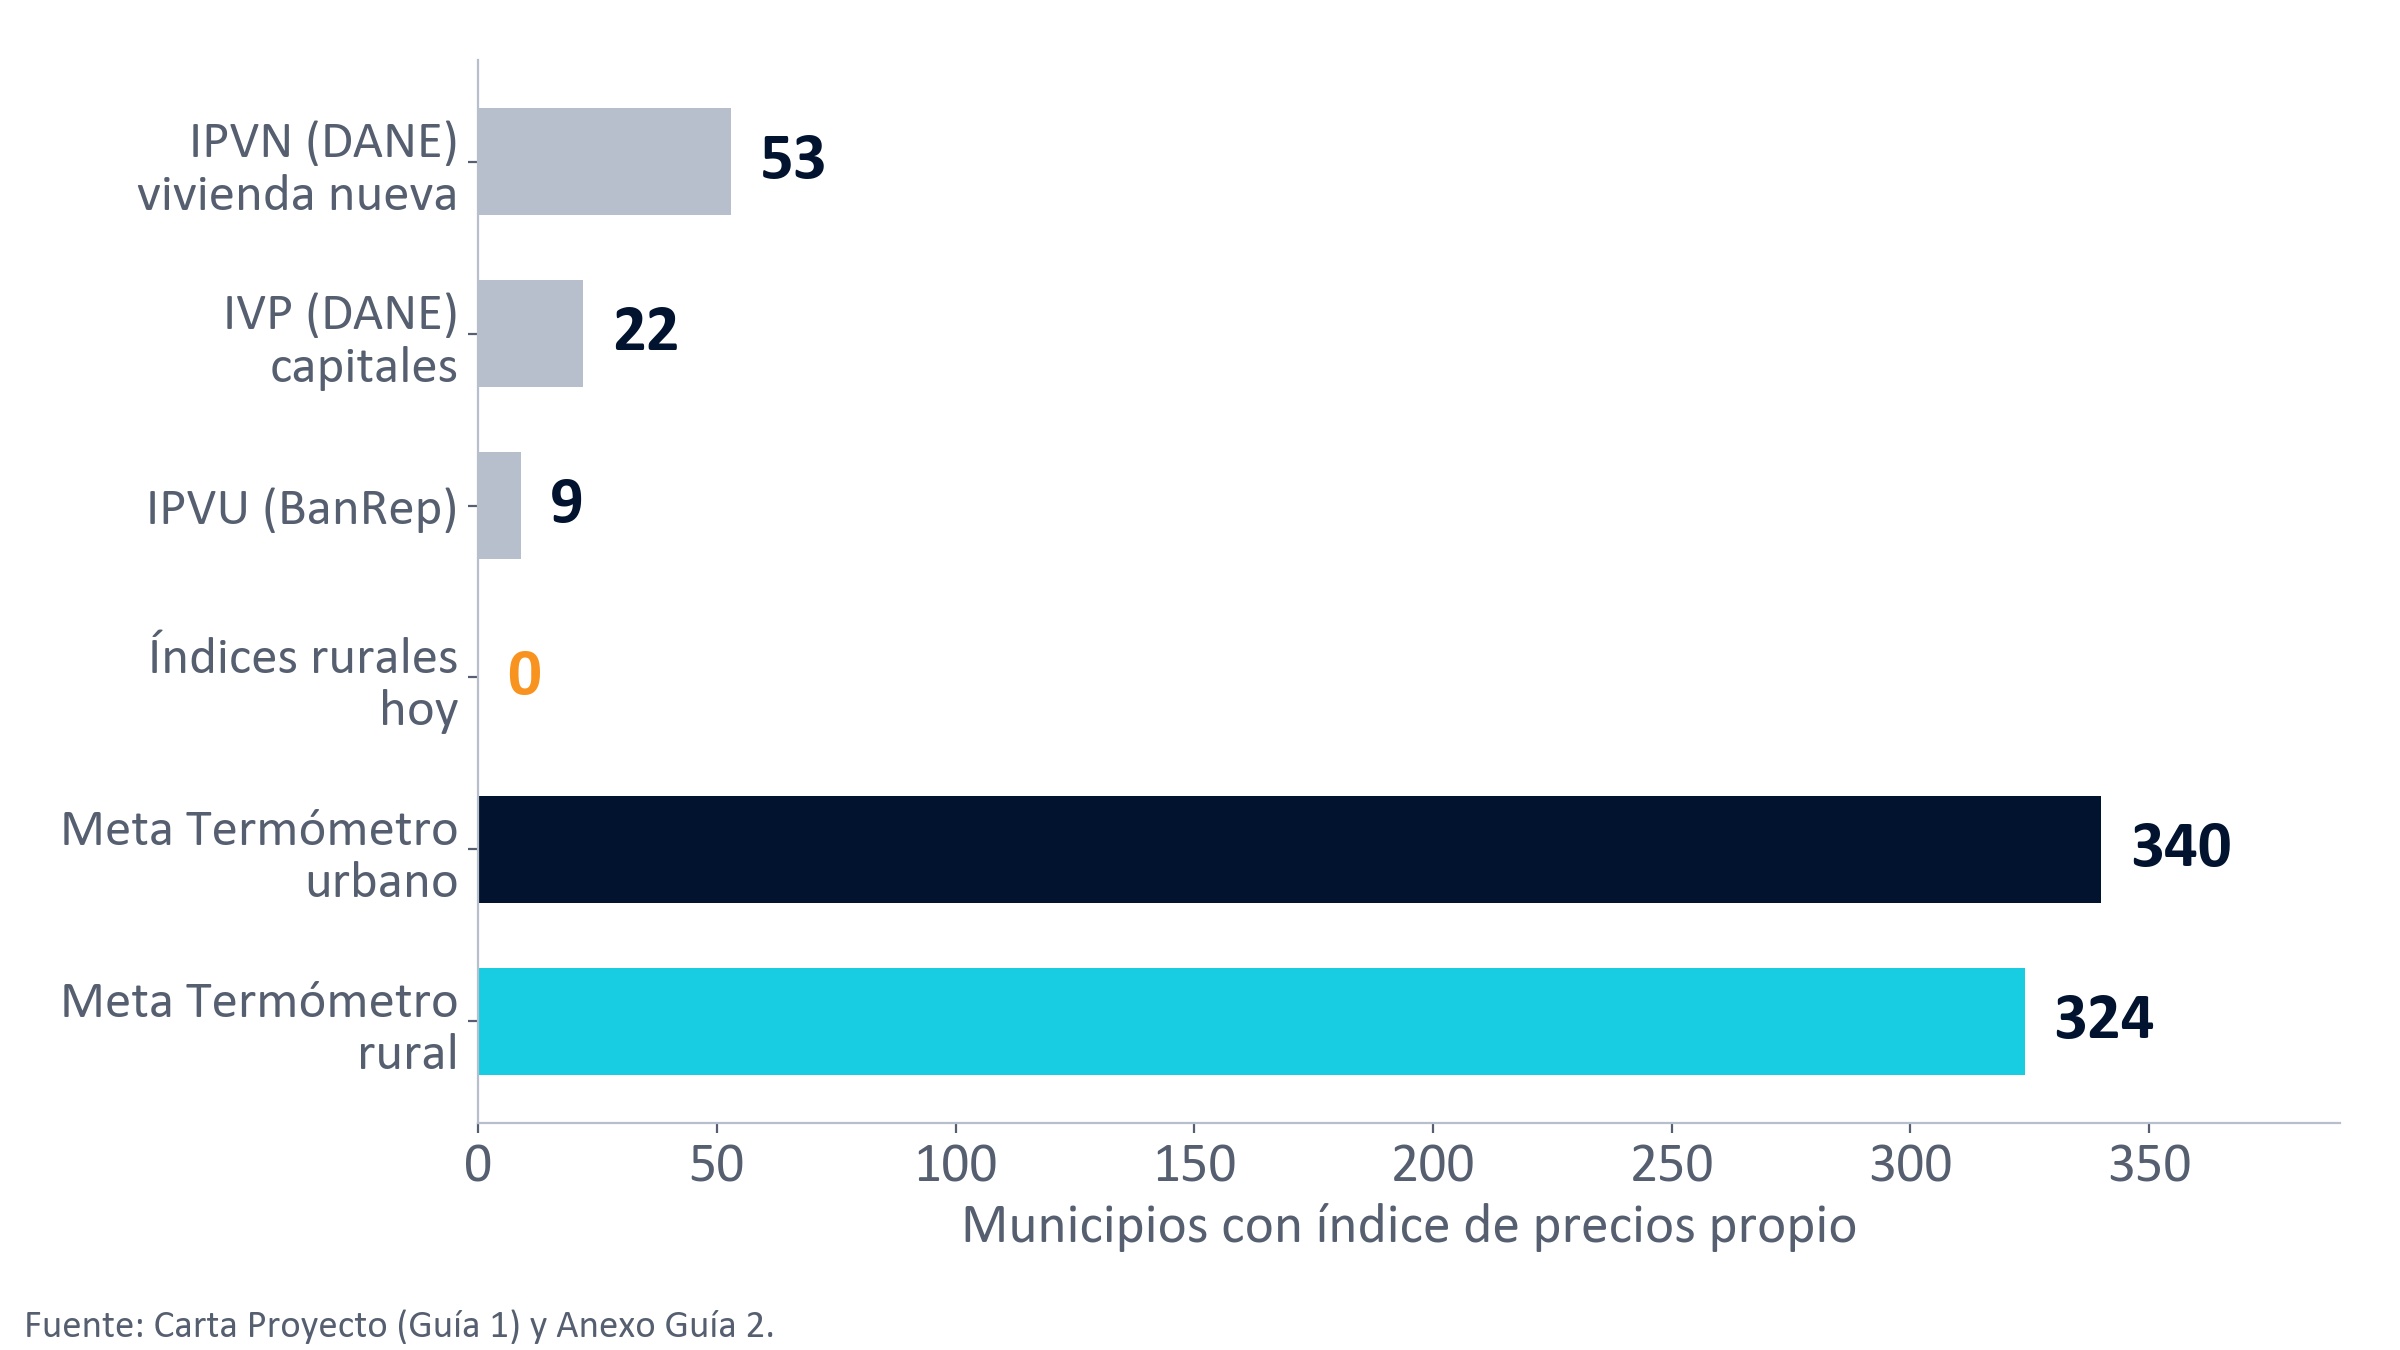 IPVN (DANE)
vivienda nueva
53
IVP (DANE)
capitales
22
IPVU (BanRep)
9
Índices rurales
hoy
0
Meta Termómetro
urbano
340
Meta Termómetro
rural
324
0 50 100 150 200 250 300 350
Municipios con índice de precios propio
Fuente: Carta Proyecto (Guía 1) y Anexo Guía 2.